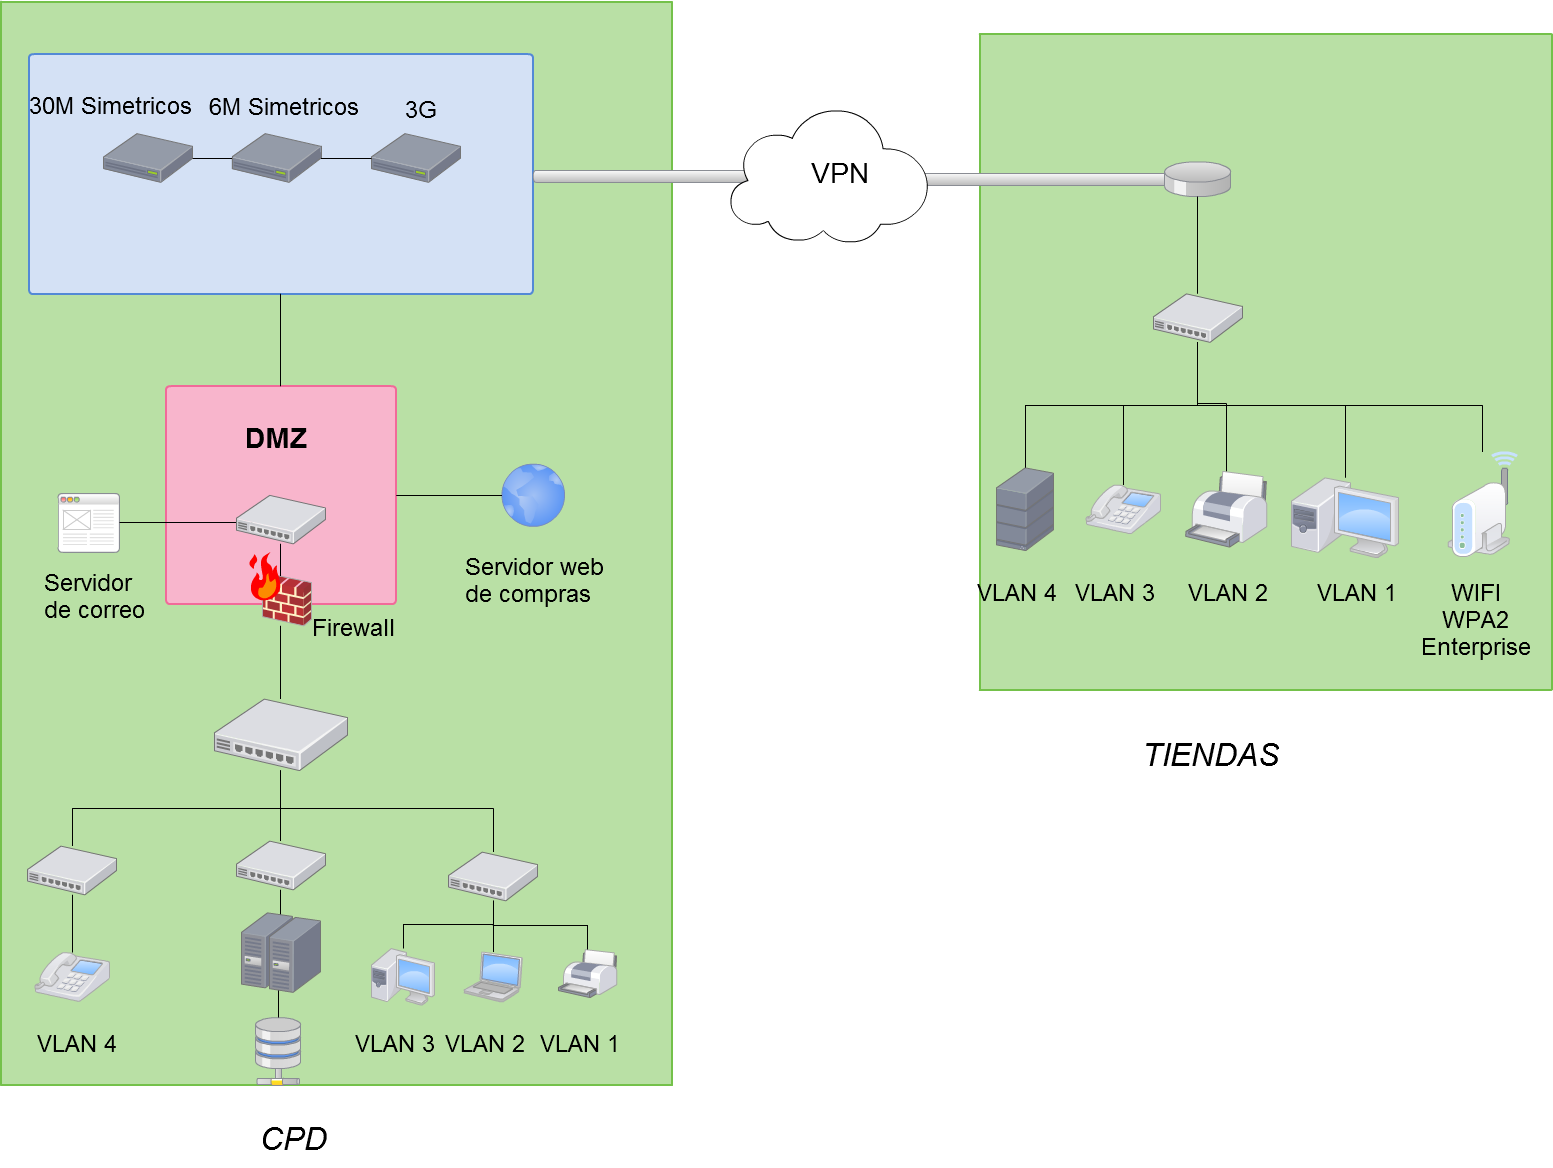 30M Simetricos
6M Simetricos
3G
VPN
DMZ
Servidor
de correo
Servidor web
de compras
Firewall
VLAN 4
VLAN 3
VLAN 2
VLAN 1
CPD
VLAN 4
VLAN 3
VLAN 2
VLAN 1
WIFI
WPA2
Enterprise
TIENDAS